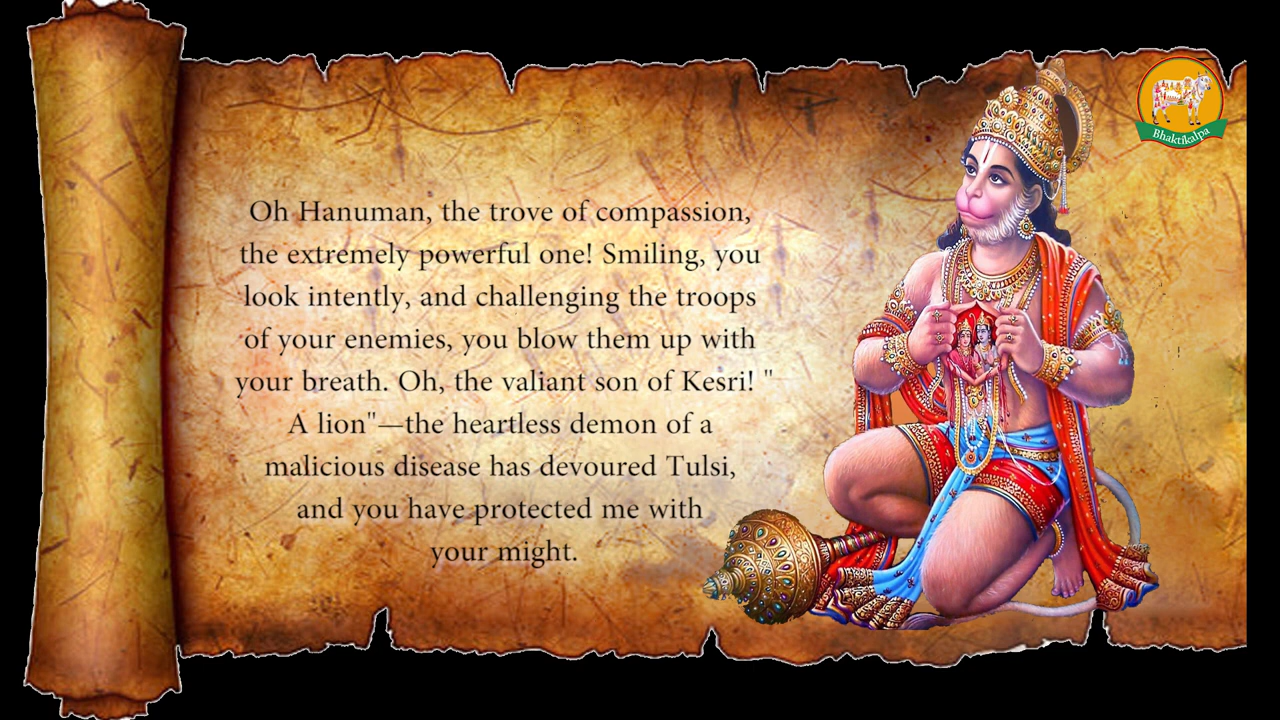 Bhaktikalpa
Oh Hanuman, the trove of compassion,
the extremely powerful one! Smiling, you
look intently, and challenging the troops
of your enemies, you blow them up with
your breath. Oh, the valiant son of Kesri! "
A lion"—the heartless demon of a
malicious disease has devoured Tulsi,
and you have protected me with
your might.